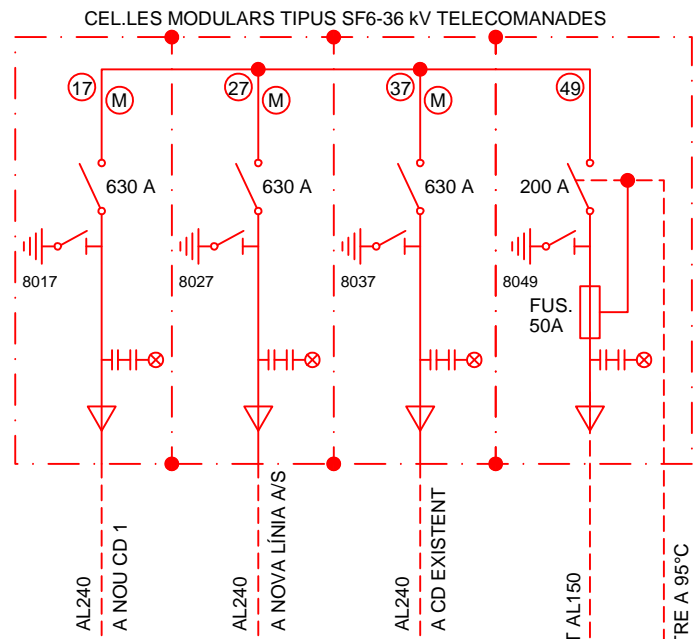 CEL.LES MODULARS TIPUS SF6-36 kV TELECOMANADES
17
M
27
M
37
M
49
630 A
630 A
630 A
200 A
8017
8027
8037
8049
FUS.
50A
AL240
A NOU CD 1
AL240
A NOVA LÍNIA A/S
AL240
A CD EXISTENT
T AL150
TRE A 95°C